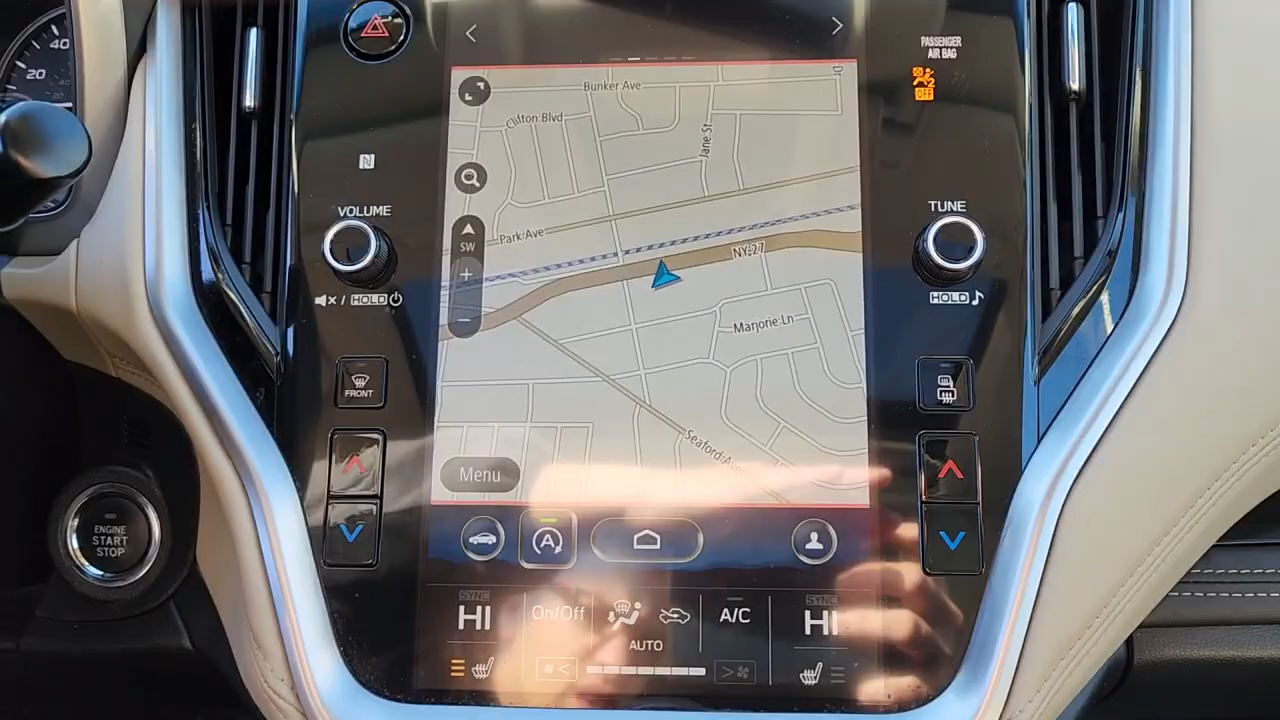 40
20
PASSENGER
AIR BAG
OFF
2
Bunker Ave
Clifton Blvd
Jane St
N
VOLUME
TUNE
SW
Park Ave
NY-27
+
−
/ HOLD
HOLD
Marjorie Ln
FRONT
Seaford Ave
Menu
ENGINE
START
STOP
A
SYNC
HI
On/Off
A/C
SYNC
HI
AUTO